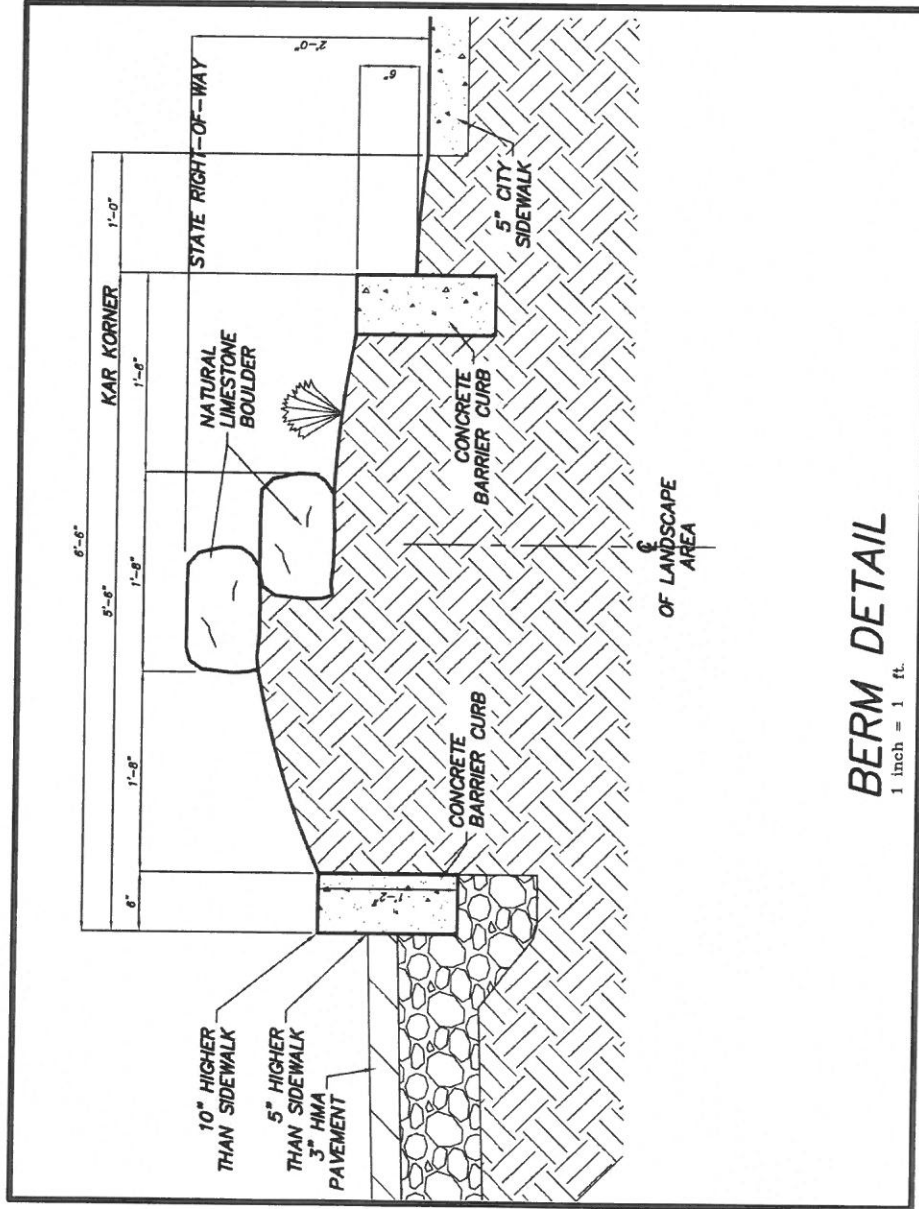 6'-6"
5'-6"
KAR KORNER
1'-0"
6"
1'-8"
1'-8"
1'-6"
STATE RIGHT-OF-WAY
2'-0"
6"
NATURAL
LIMESTONE
BOULDER
10" HIGHER
THAN SIDEWALK
5" HIGHER
THAN SIDEWALK
3" HMA
PAVEMENT
1'-2"
CONCRETE
BARRIER CURB
CONCRETE
BARRIER CURB
5" CITY
SIDEWALK
℄
OF LANDSCAPE
AREA
BERM DETAIL
1 inch = 1 ft.